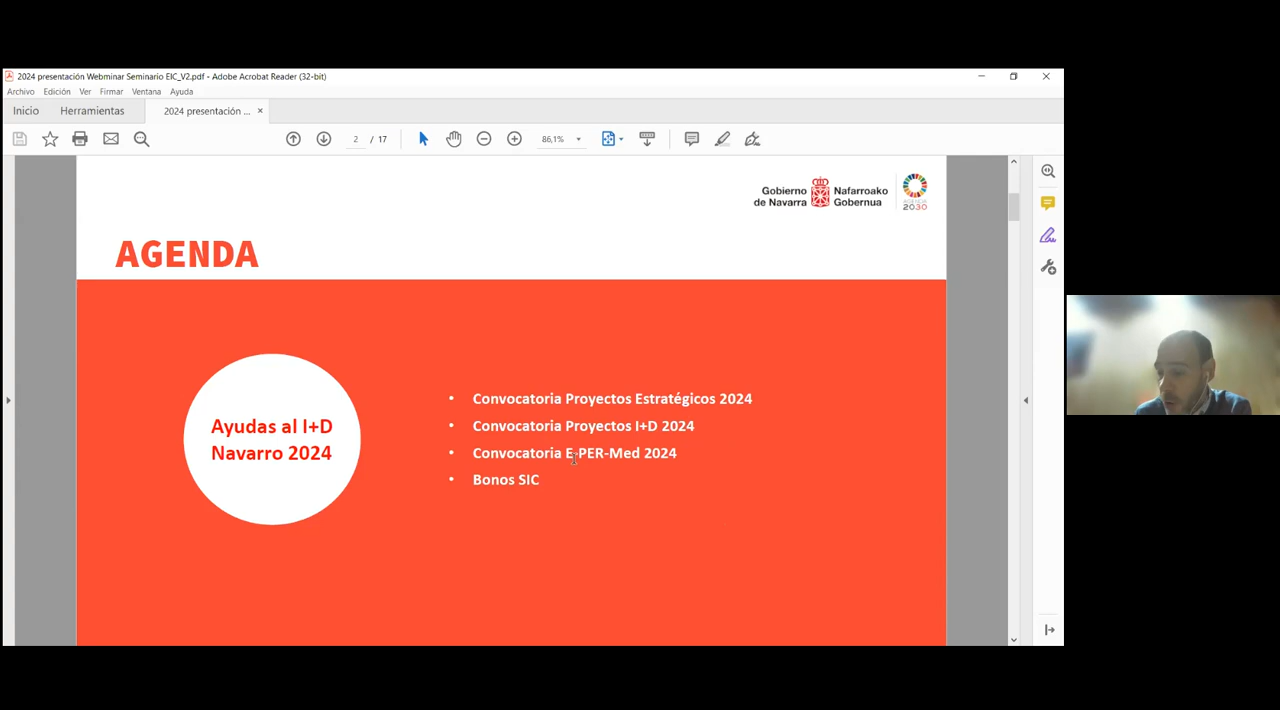 2024 presentación Webminar Seminario EIC_V2.pdf - Adobe Acrobat Reader (32-bit)
Archivo Edición Ver Firmar Ventana Ayuda
Inicio Herramientas 2024 presentación ...
2 / 17 86,1%
Gobierno de Navarra
Nafarroako Gobernua
AGENDA 2030
AGENDA
Ayudas al I+D
Navarro 2024
• Convocatoria Proyectos Estratégicos 2024
• Convocatoria Proyectos I+D 2024
• Convocatoria E-PER-Med 2024
• Bonos SIC